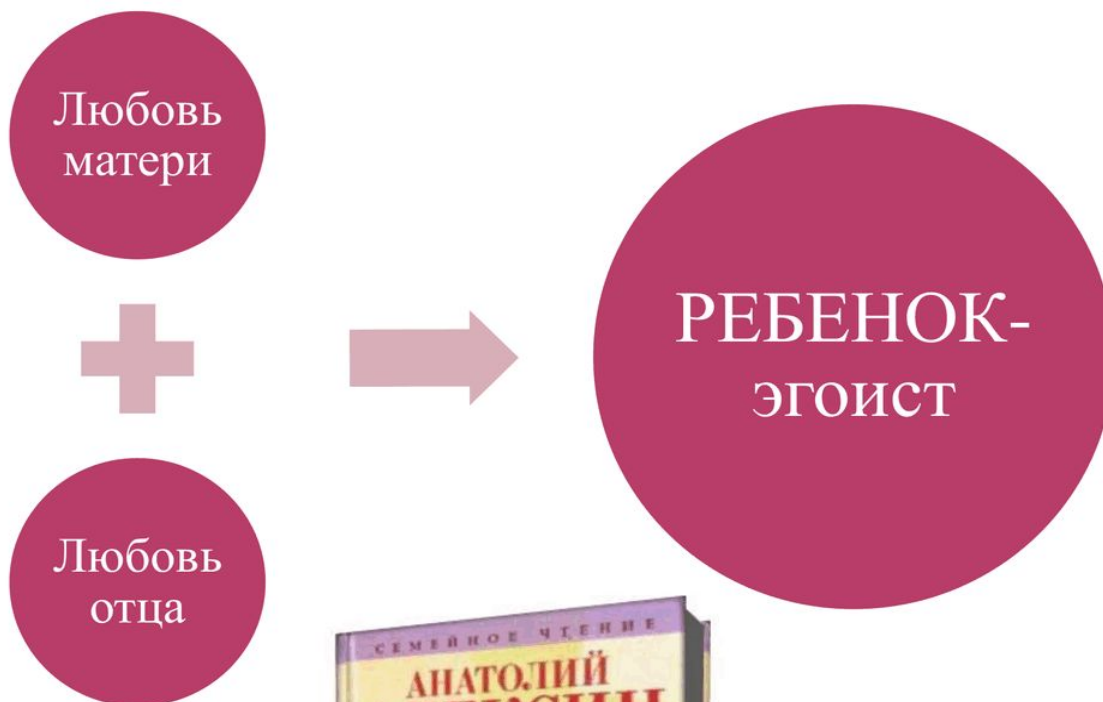 Любовь
матери
РЕБЕНОК-
эгоист
Любовь
отца
СЕМЕЙНОЕ ЧТЕНИЕ
АНАТОЛИЙ